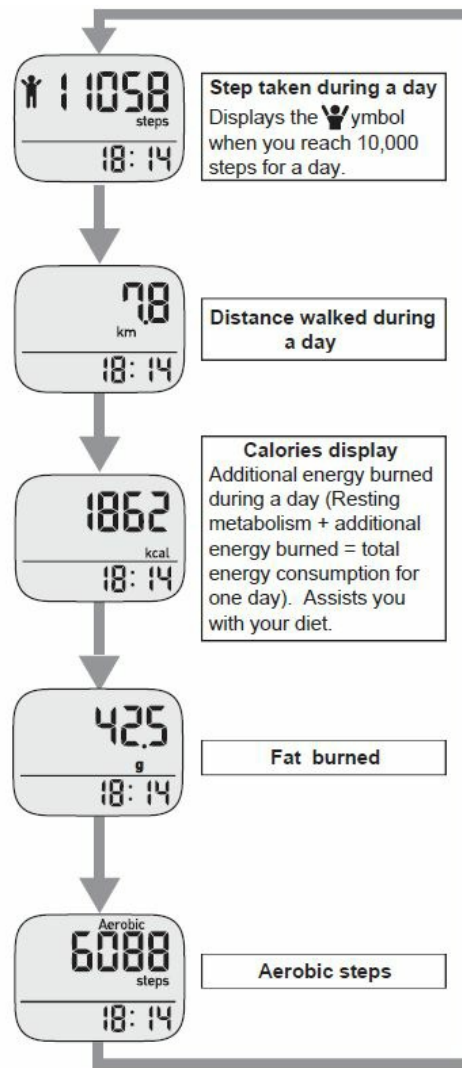 11058
steps
18:14
Step taken during a day
Displays the ymbol
when you reach 10,000
steps for a day.
7.8
km
18:14
Distance walked during
a day
1862
kcal
18:14
Calories display
Additional energy burned
during a day (Resting
metabolism + additional
energy burned = total
energy consumption for
one day). Assists you
with your diet.
42.5
g
18:14
Fat burned
Aerobic
6088
steps
18:14
Aerobic steps